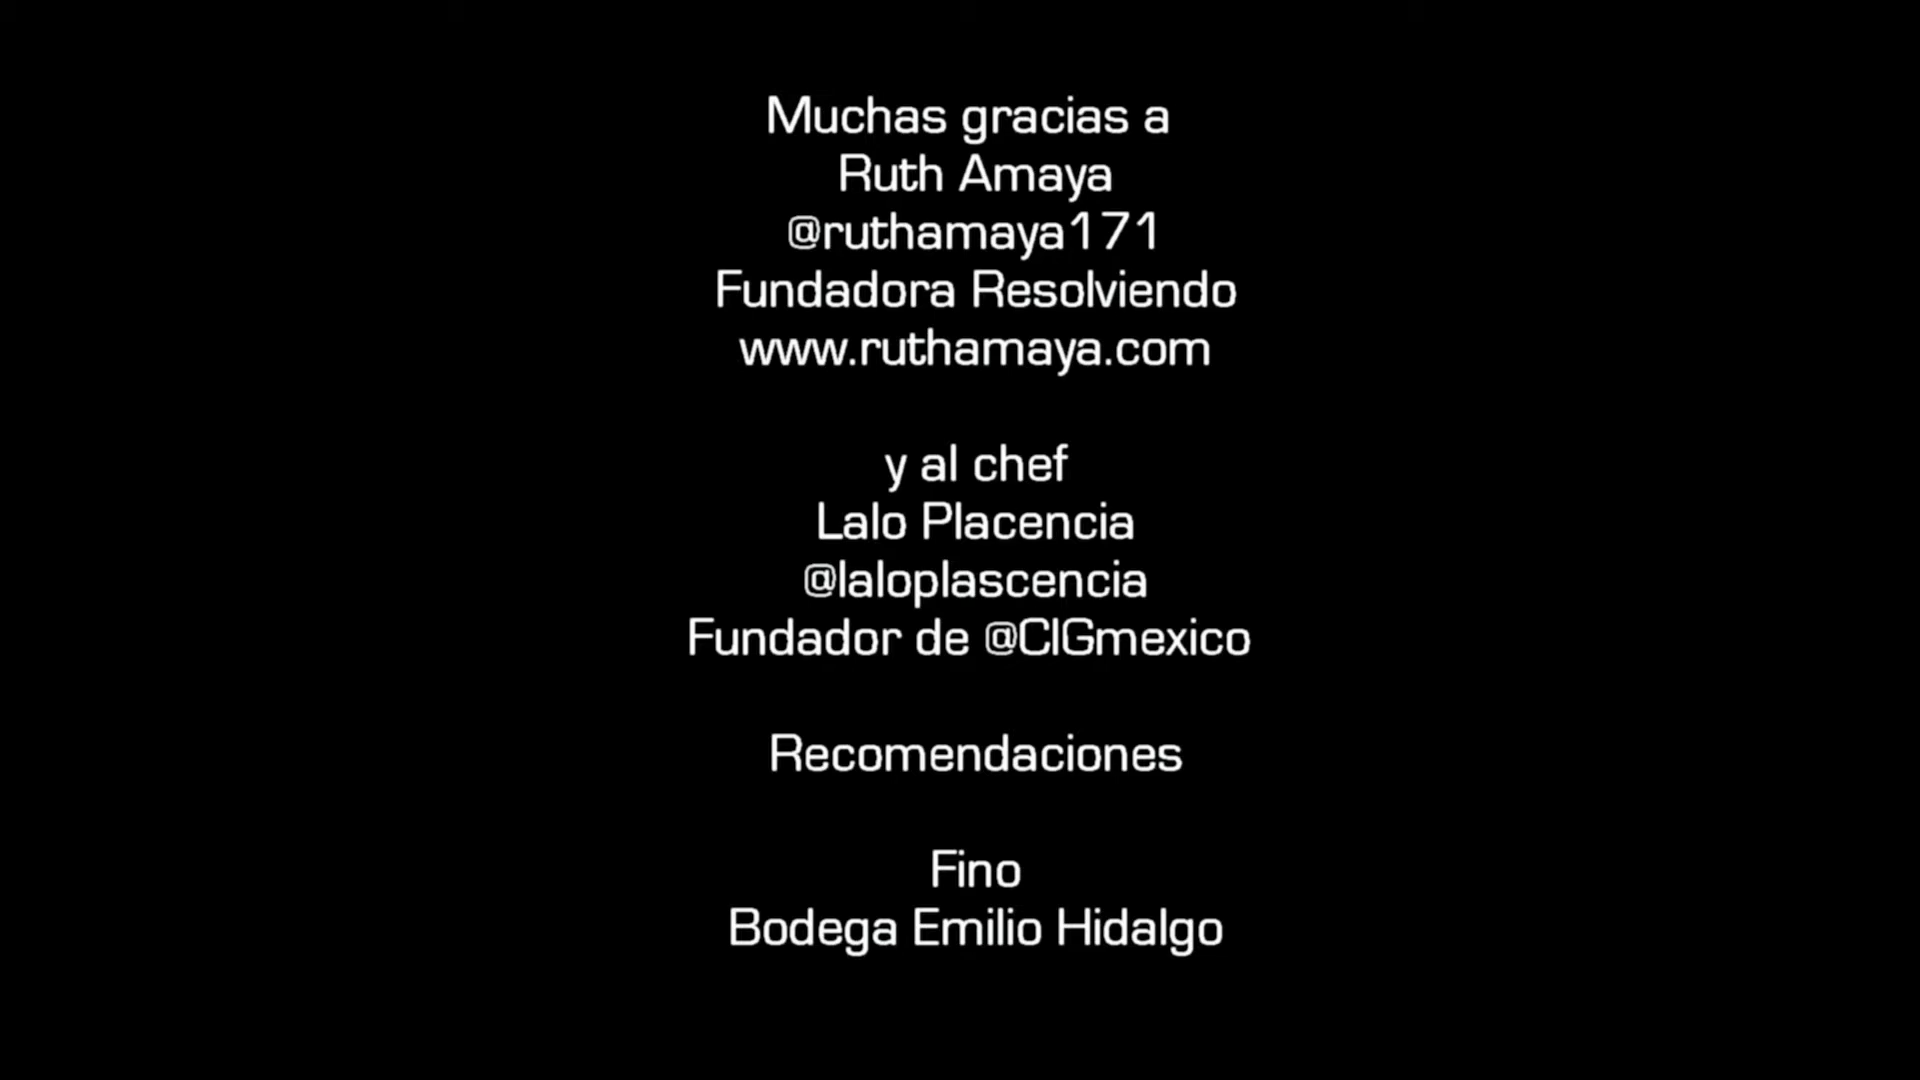 Muchas gracias a
Ruth Amaya
@ruthamaya171
Fundadora Resolviendo
www.ruthamaya.com
y al chef
Lalo Placencia
@laloplascencia
Fundador de @CIGmexico
Recomendaciones
Fino
Bodega Emilio Hidalgo